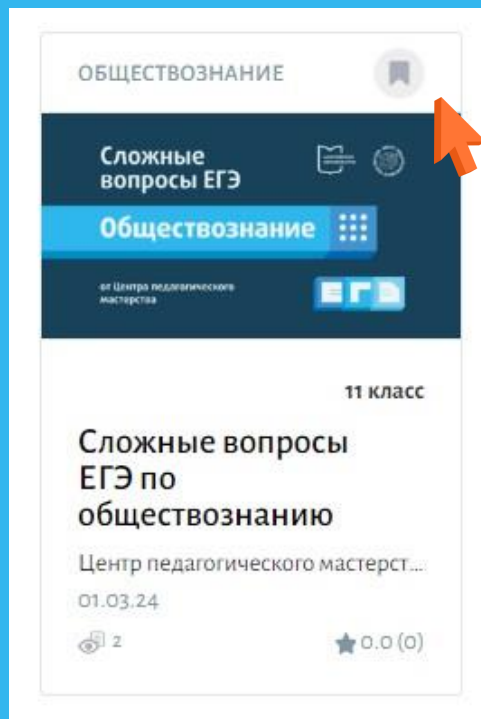 ОБЩЕСТВОЗНАНИЕ
Сложные
вопросы ЕГЭ
Обществознание
от Центра педагогического
мастерства
ЕГЭ
11 класс
Сложные вопросы
ЕГЭ по
обществознанию
Центр педагогического мастерст...
01.03.24
2
0.0 (0)